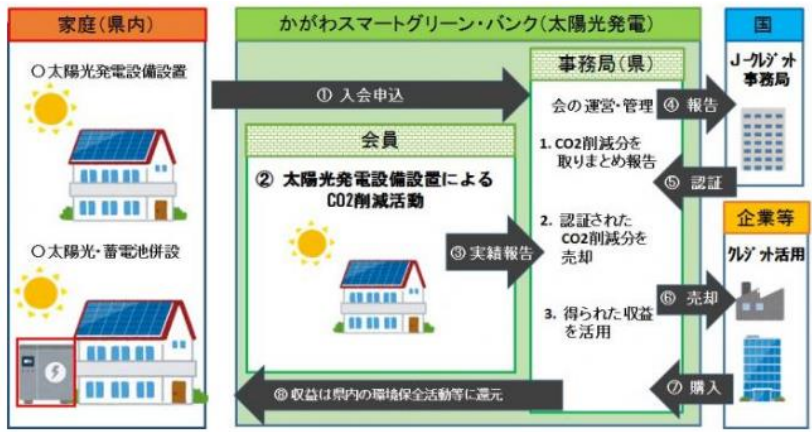 家庭(県内)
○太陽光発電設備設置
○太陽光・蓄電池併設
かがわスマートグリーン・バンク(太陽光発電)
① 入会申込
会員
② 太陽光発電設備設置による
CO2削減活動
③ 実績報告
事務局(県)
会の運営・管理
1. CO2削減分を
取りまとめ報告
2. 認証された
CO2削減分を
売却
3. 得られた収益
を活用
④ 報告
⑤ 認証
⑥ 売却
⑦ 購入
⑧ 収益は県内の環境保全活動等に還元
国
J-クレジット
事務局
企業等
クレジット活用